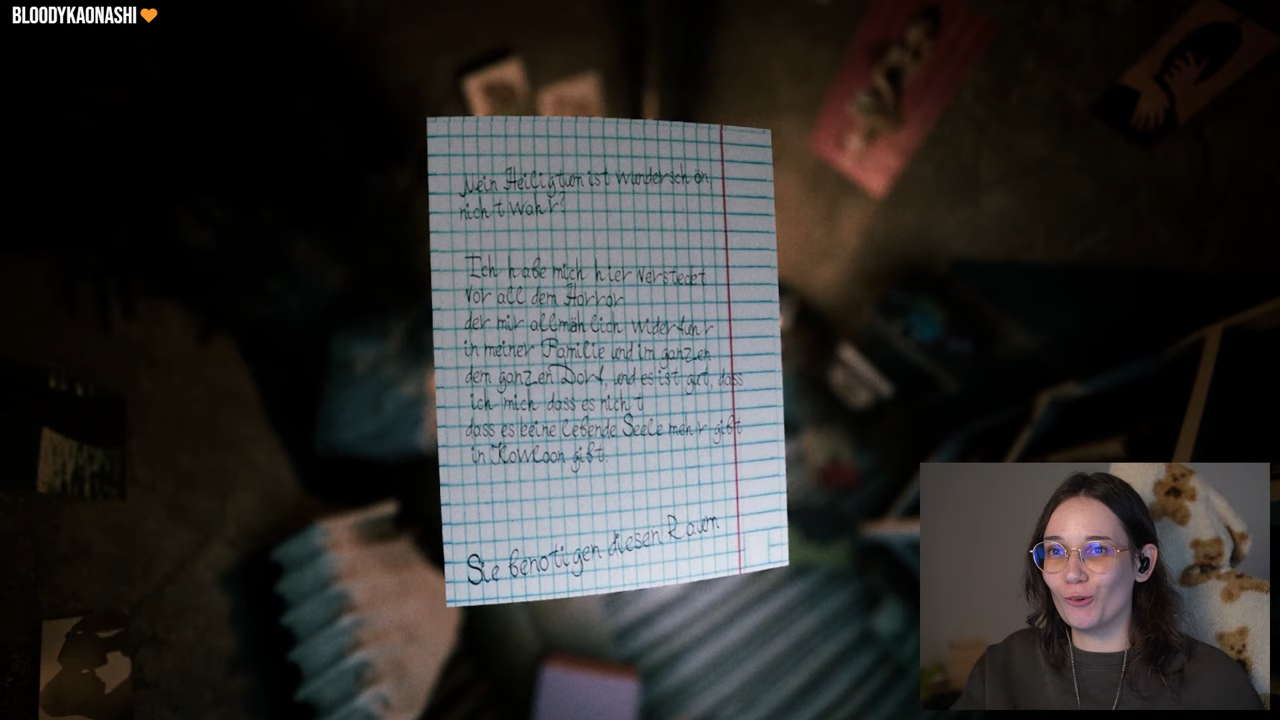 BLOODYKAONASHI
Mein Heiligtum ist wunderschön
nicht wahr?
Ich habe mich hier versteckt
vor all dem Horror
der mir allmählich widerfuhr
in meiner Familie und im ganzen
dem ganzen Dorf, und es ist gut, dass
ich mich dass es nicht
dass es keine lebende Seele mehr gibt
in Kowloon gibt.
Sie benötigen diesen Raum